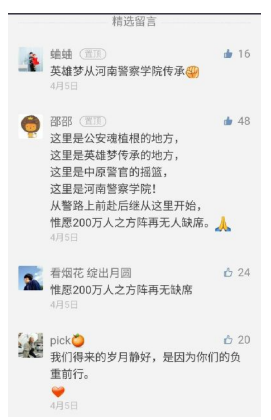 精选留言
蛐蛐 置顶 16
英雄梦从河南警察学院传承
4月5日
邵邵 置顶 48
这里是公安魂植根的地方，
这里是英雄梦传承的地方，
这里是中原警官的摇篮，
这里是河南警察学院！
从警路上前赴后继从这里开始，
惟愿200万人之方阵再无人缺席。
4月5日
看烟花 绽出月圆 24
惟愿200万人之方阵再无缺席
4月5日
pick 20
我们得来的岁月静好，是因为你们的负
重前行。
4月5日